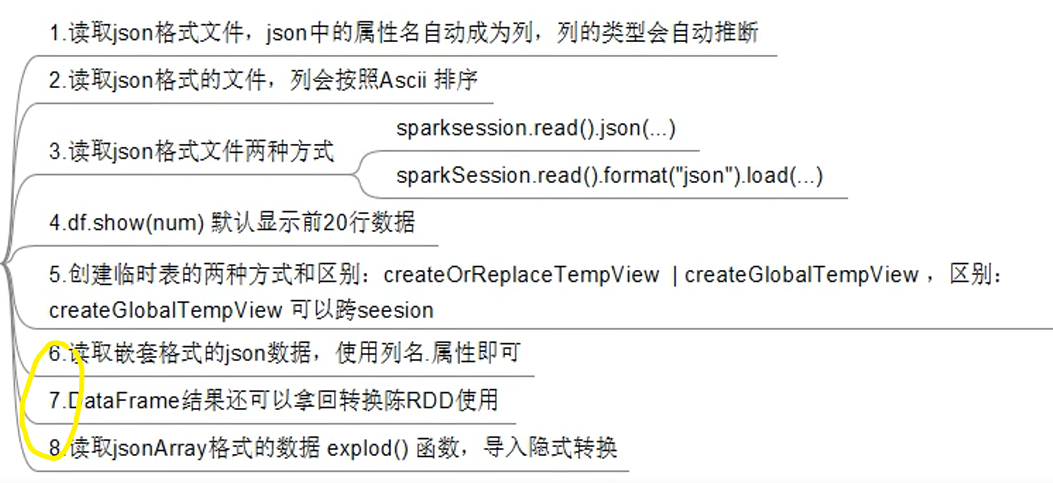 1.读取json格式文件，json中的属性名自动成为列，列的类型会自动推断
2.读取json格式的文件，列会按照Ascii 排序
3.读取json格式文件两种方式
sparksession.read().json(...)
sparkSession.read().format("json").load(...)
4.df.show(num) 默认显示前20行数据
5.创建临时表的两种方式和区别：createOrReplaceTempView | createGlobalTempView ，区别：
createGlobalTempView 可以跨seesion
6.读取嵌套格式的json数据，使用列名.属性即可
7.DataFrame结果还可以拿回转换陈RDD使用
8.读取jsonArray格式的数据 explod() 函数，导入隐式转换